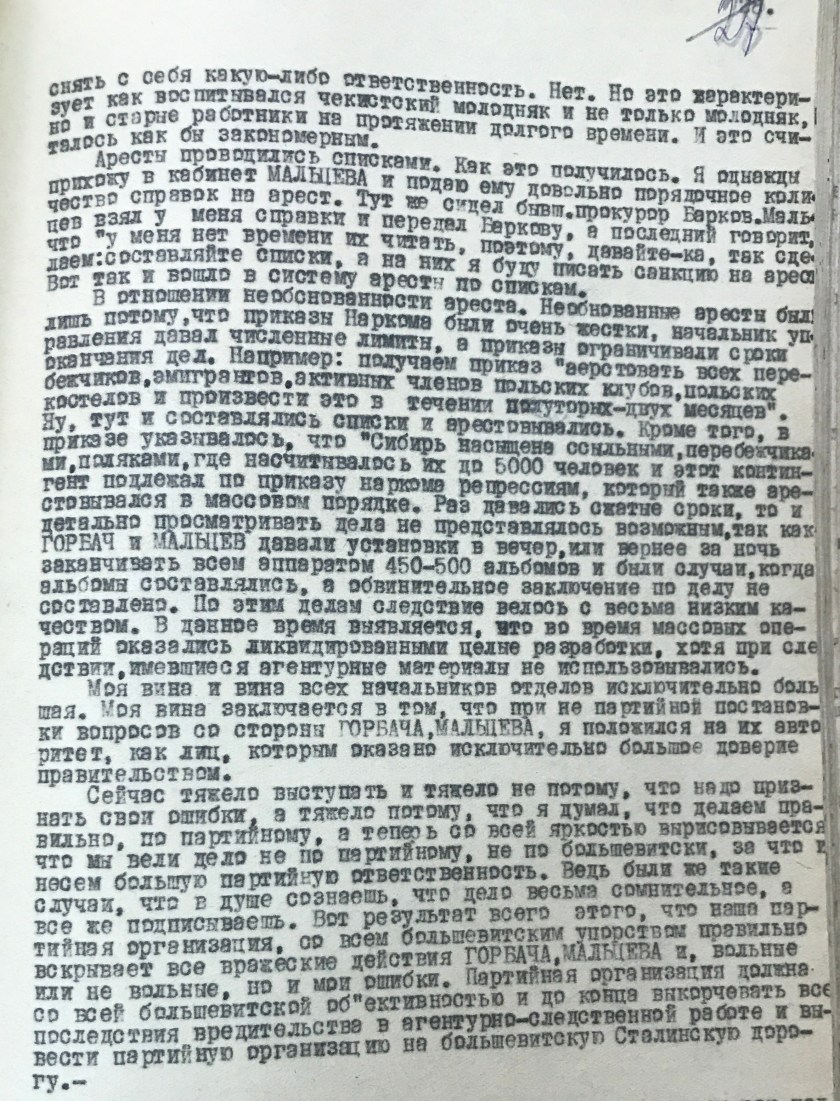 27.
снять с себя какую-либо ответственность. Нет. Но это характери-
зует как воспитывался чекистский молодняк и не только молодняк,
но и старые работники на протяжении долгого времени. И это счи-
талось как бы закономерным.
Аресты проводились списками. Как это получилось. Я однажды
прихожу в кабинет МАЛЬЦЕВА и подаю ему довольно порядочное коли-
чество справок на арест. Тут же сидел бывш.прокурор Барков.Маль-
цев взял у меня справки и передал Баркову, а последний говорит,
что "у меня нет времени их читать, поэтому, давайте-ка, так сде-
лаем:составляйте списки, а на них я буду писать санкцию на арест
Вот так и вошло в систему аресты по спискам.
В отношении необснованности ареста. Необнованные аресты был
лишь потому,что приказы Наркома были очень жестки, начальник уп-
равления давал численные лимиты, а приказы ограничивали сроки
окончания дел. Например: получаем приказ "аерстовать всех пере-
бежчиков,эмигрантов,активных членов польских клубов,польских
костелов и произвести это в течении полуторых-двух месяцев".
Ну, тут и составлялись списки и арестовывались. Кроме того, в
приказе указывалось, что "Сибирь насыщена ссыльными,перебежчика-
ми,поляками,где насчитывалось их до 5000 человек и этот контин-
гент подлежал по приказу наркома репрессиям, который также аре-
стовывался в массовом порядке. Раз давались сжатые сроки, то и
детально просматривать дела не представлялось возможным,так как
ГОРБАЧ и МАЛЬЦЕВ давали установки в вечер,или вернее за ночь
заканчивать всем аппаратом 450-500 альбомов и были случаи,когда
альбомы составлялись, а обвинительное заключение по делу не
составлено. По этим делам следствие велось с весьма низким ка-
чеством. В данное время выявляется, что во время массовых опе-
раций оказались ликвидированными целые разработки, хотя при сле
дствии,имевшиеся агентурные материалы не использовывались.
Моя вина и вина всех начальников отделов исключительно боль
шая. Моя вина заключается в том, что при не партийной постанов-
ки вопросов со стороны ГОРБАЧА,МАЛЬЦЕВА, я положился на их авто
ритет, как лиц, которым оказано исключительно большое доверие
правительством.
Сейчас тяжело выступать и тяжело не потому, что надо приз-
нать свои ошибки, а тяжело потому, что я думал, что делаем пра-
вильно, по партийному, а теперь со всей яркостью вырисовывается
что мы вели дело не по партийному, не по большевитски, за что и
несем большую партийную ответственность. Ведь были же такие
случаи, что в душе сознаешь, что дело весьма сомнительное, а
все же подписываешь. Вот результат всего этого, что наша пар-
тийная организация, со всем большевитским упорством правильно
вскрывает все вражеские действия ГОРБАЧА,МАЛЬЦЕВА и, вольные
или не вольные, но и мои ошибки. Партийная организация должна
со всей большевитской об"ективностью и до конца выкорчевать все
последствия вредительства в агентурно-следственной работе и вы-
вести партийную организацию на большевитскую Сталинскую доро-
гу.-